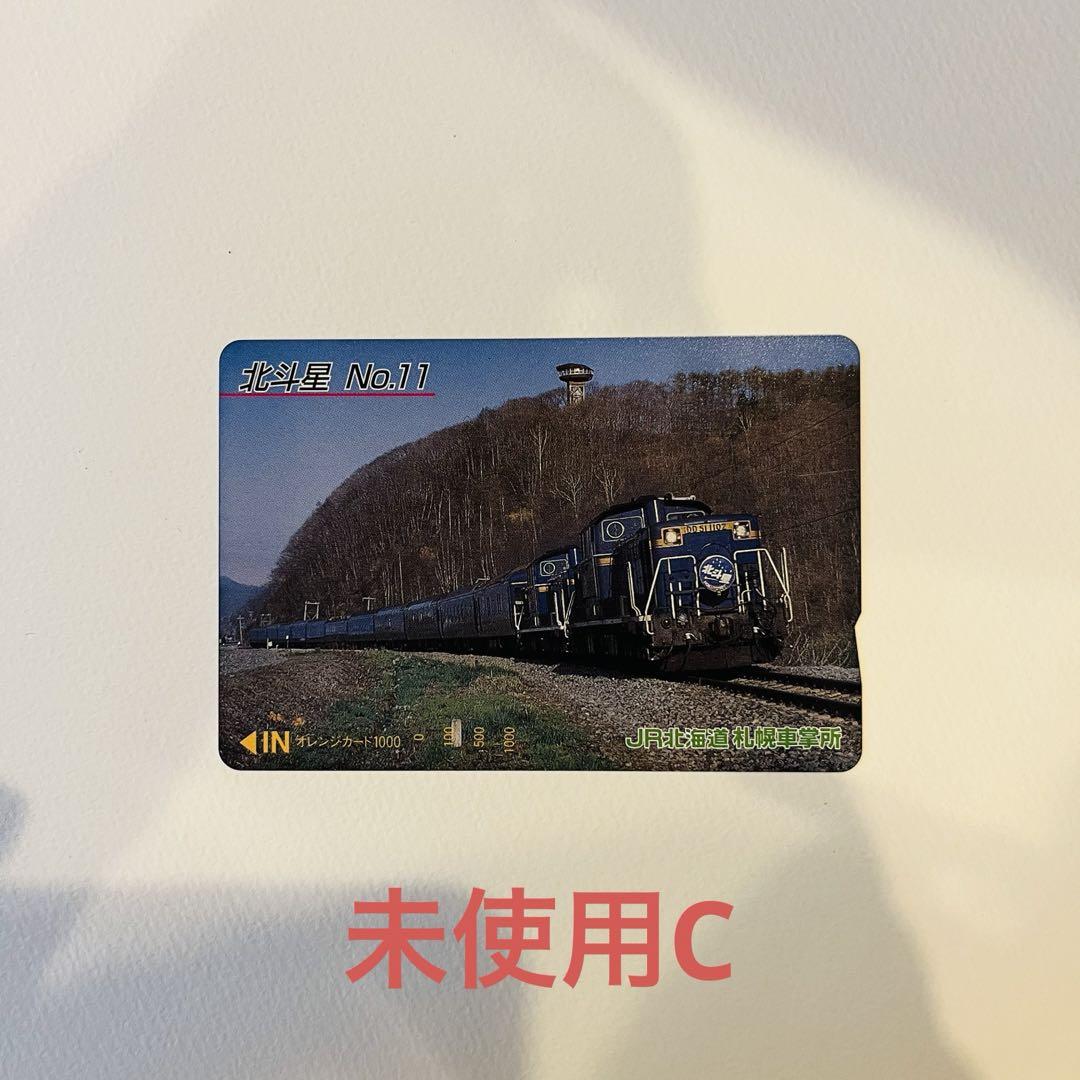 北斗星 No.11
DD51 1102
北斗星
◀IN オレンジカード1000 0 100 500 1000
JR北海道 札幌車掌所
未使用C